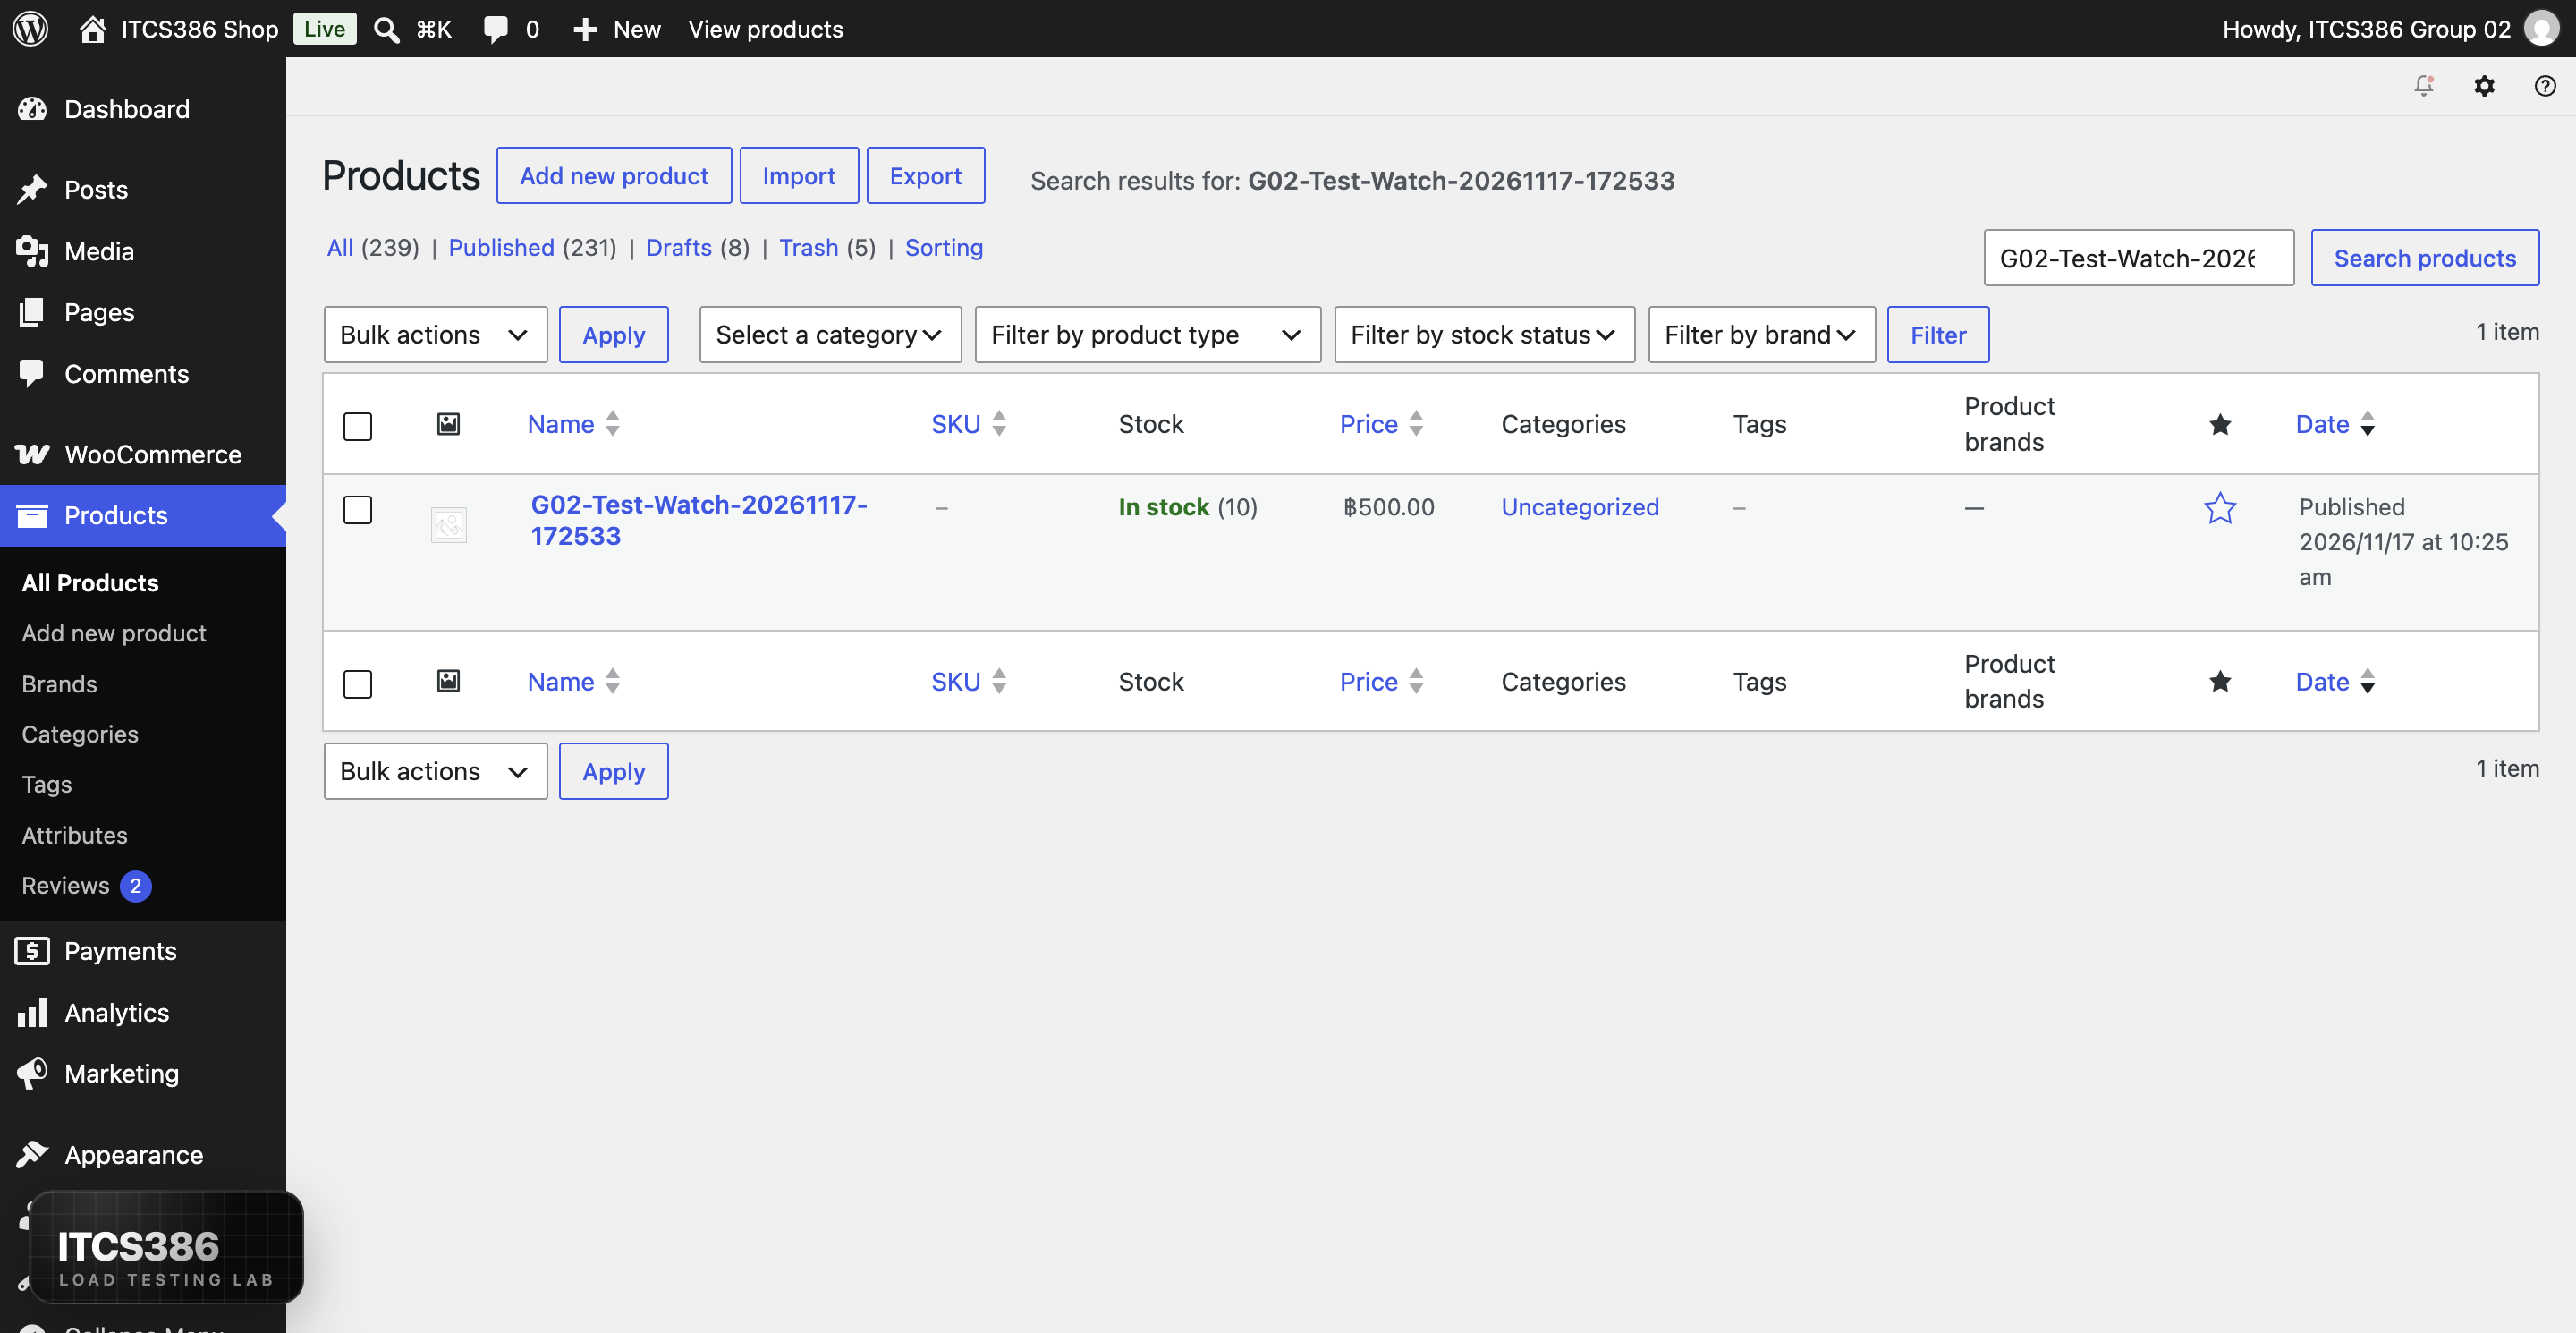 ITCS386 Shop Live ⌘K 0 New View products Howdy, ITCS386 Group 02
Dashboard
Posts
Media
Pages
Comments
WooCommerce
Products
All Products
Add new product
Brands
Categories
Tags
Attributes
Reviews 2
Payments
Analytics
Marketing
Appearance
ITCS386
LOAD TESTING LAB
Products Add new product Import Export Search results for: G02-Test-Watch-20261117-172533
All (239) | Published (231) | Drafts (8) | Trash (5) | Sorting
G02-Test-Watch-2026 Search products
Bulk actions Apply Select a category Filter by product type Filter by stock status Filter by brand Filter 1 item
Name SKU Stock Price Categories Tags Product brands Date
G02-Test-Watch-20261117-
172533
– In stock (10) ฿500.00 Uncategorized – — Published
2026/11/17 at 10:25
am
Name SKU Stock Price Categories Tags Product brands Date
Bulk actions Apply 1 item